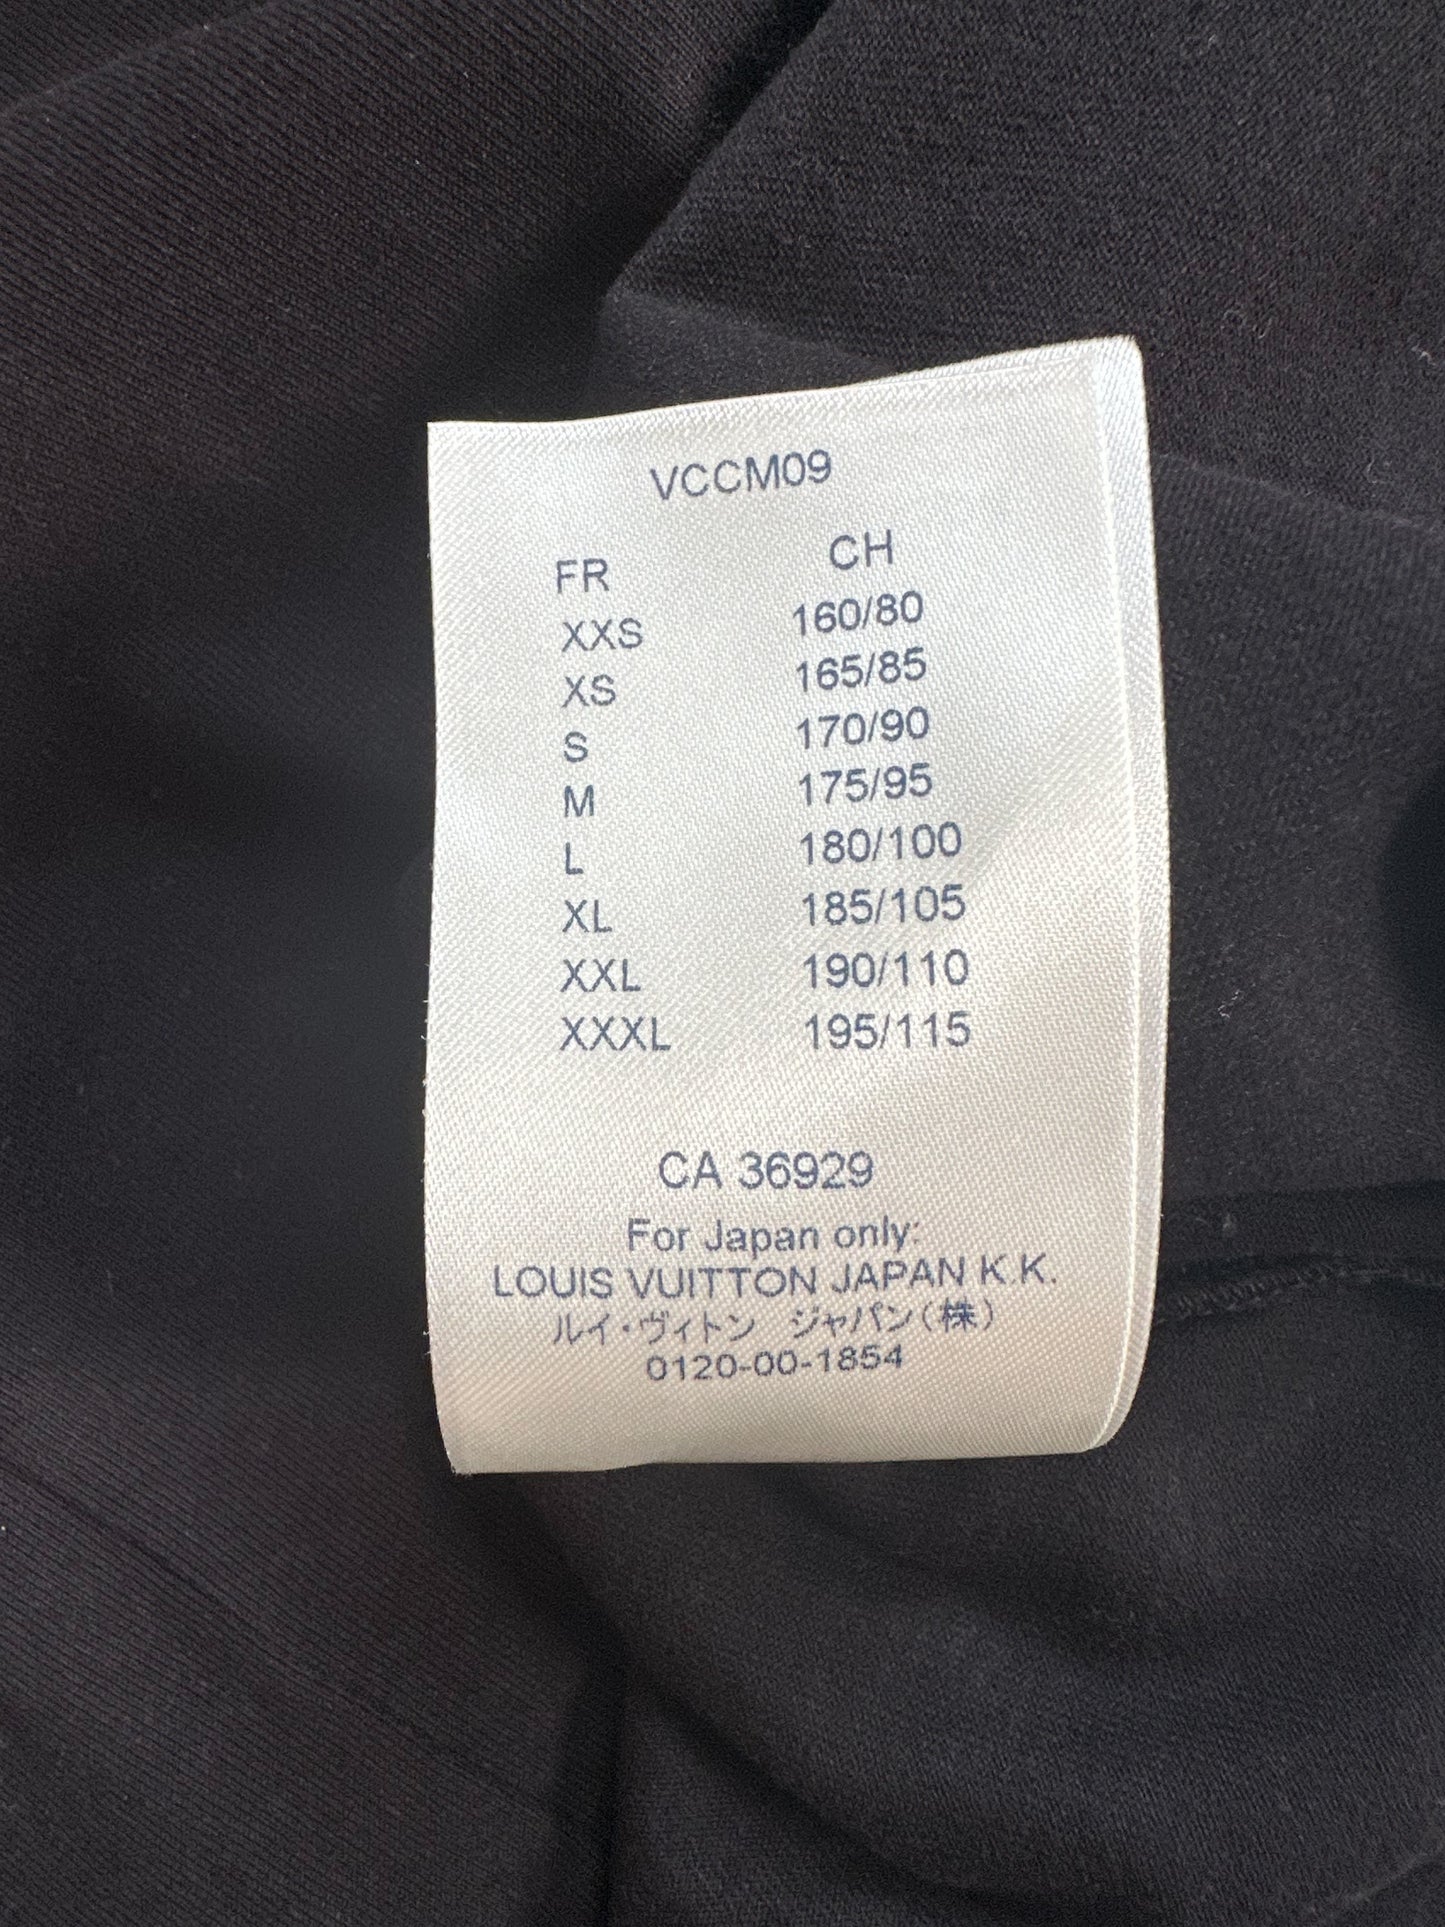 VCCM09
FR CH
XXS 160/80
XS 165/85
S 170/90
M 175/95
L 180/100
XL 185/105
XXL 190/110
XXXL 195/115
CA 36929
For Japan only:
LOUIS VUITTON JAPAN K.K.
ルイ・ヴィトン ジャパン(株)
0120-00-1854